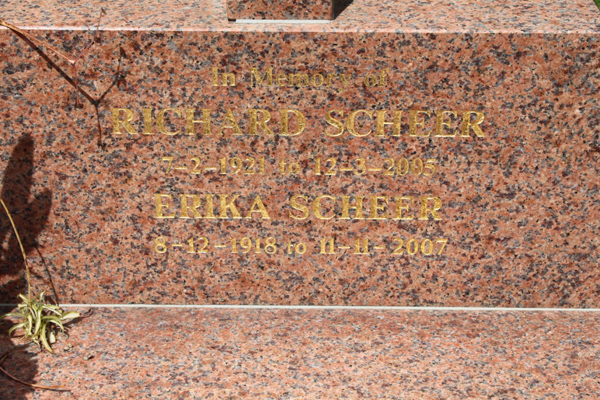 In Memory of
RICHARD SCHEER
7-2-1921 to 12-3-2005
ERIKA SCHEER
8-12-1918 to 11-11-2007